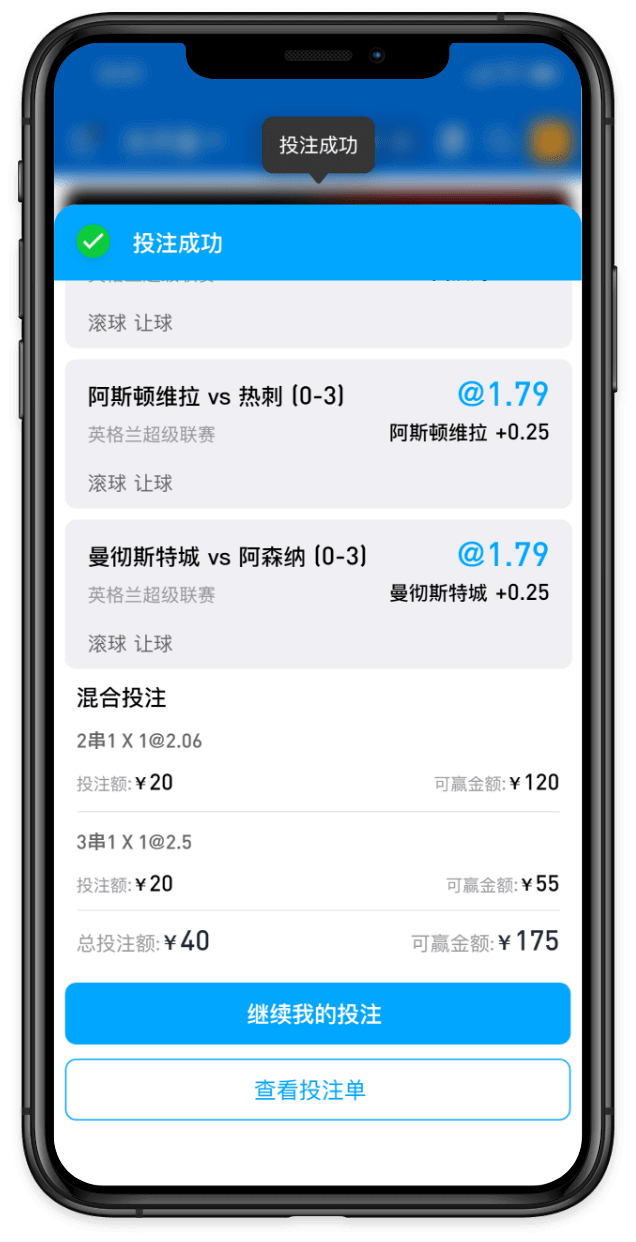 投注成功
投注成功
滚球 让球
阿斯顿维拉 vs 热刺 (0-3) @1.79
英格兰超级联赛 阿斯顿维拉 +0.25
滚球 让球
曼彻斯特城 vs 阿森纳 (0-3) @1.79
英格兰超级联赛 曼彻斯特城 +0.25
滚球 让球
混合投注
2串1 X 1@2.06
投注额:¥20 可赢金额:¥120
3串1 X 1@2.5
投注额:¥20 可赢金额:¥55
总投注额:¥40 可赢金额:¥175
继续我的投注
查看投注单